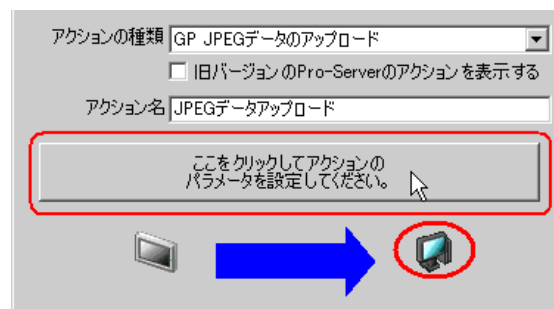 アクションの種類 GP JPEGデータのアップロード
旧バージョンのPro-Serverのアクションを表示する
アクション名 JPEGデータアップロード
ここをクリックしてアクションの
パラメータを設定してください。